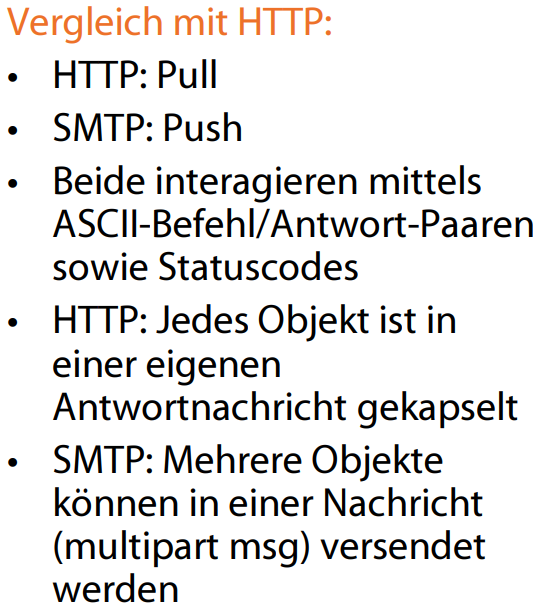 Vergleich mit HTTP:
• HTTP: Pull
• SMTP: Push
• Beide interagieren mittels
ASCII-Befehl/Antwort-Paaren
sowie Statuscodes
• HTTP: Jedes Objekt ist in
einer eigenen
Antwortnachricht gekapselt
• SMTP: Mehrere Objekte
können in einer Nachricht
(multipart msg) versendet
werden